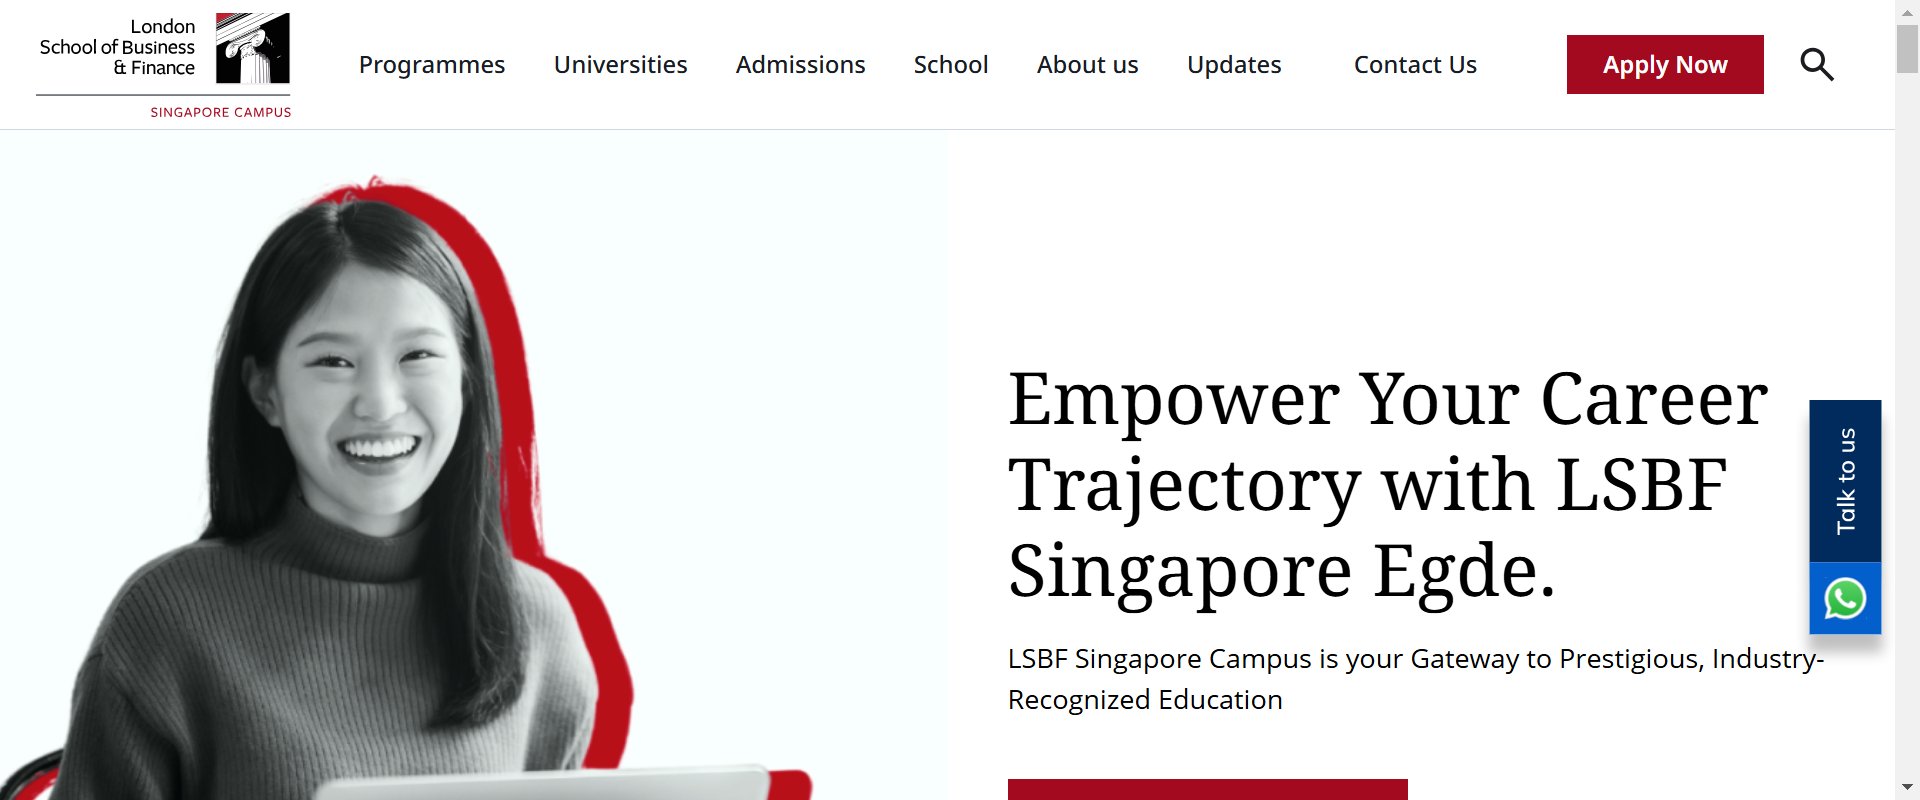 London
School of Business
& Finance
SINGAPORE CAMPUS
Programmes
Universities
Admissions
School
About us
Updates
Contact Us
Apply Now
Empower Your Career
Trajectory with LSBF
Singapore Egde.
LSBF Singapore Campus is your Gateway to Prestigious, Industry-
Recognized Education
Talk to us